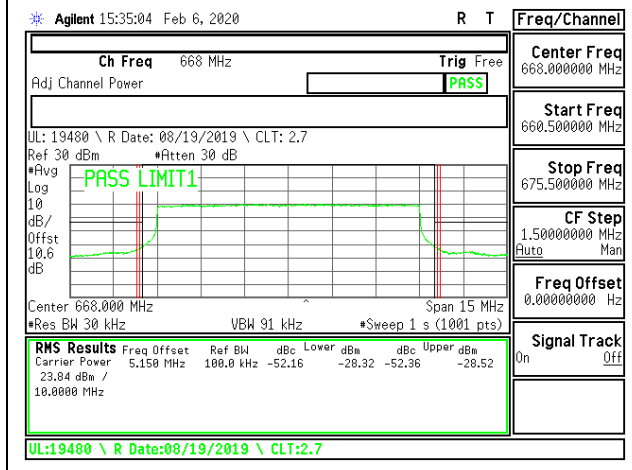 Agilent 15:35:04 Feb 6, 2020 R T
Ch Freq 668 MHz Trig Free
Adj Channel Power PASS
UL: 19480 \ R Date: 08/19/2019 \ CLT: 2.7
Ref 30 dBm #Atten 30 dB
#Avg
Log
10
dB/
Offst
10.6
dB
PASS LIMIT1
Center 668.000 MHz Span 15 MHz
#Res BW 30 kHz VBW 91 kHz #Sweep 1 s (1001 pts)
RMS Results Freq Offset Ref BW dBc Lower dBm dBc Upper dBm
Carrier Power 5.150 MHz 100.0 kHz -52.16 -28.32 -52.36 -28.52
23.84 dBm /
10.0000 MHz
UL:19480 \ R Date:08/19/2019 \ CLT:2.7
Freq/Channel
Center Freq
668.000000 MHz
Start Freq
660.500000 MHz
Stop Freq
675.500000 MHz
CF Step
1.50000000 MHz
Auto Man
Freq Offset
0.00000000 Hz
Signal Track
On Off